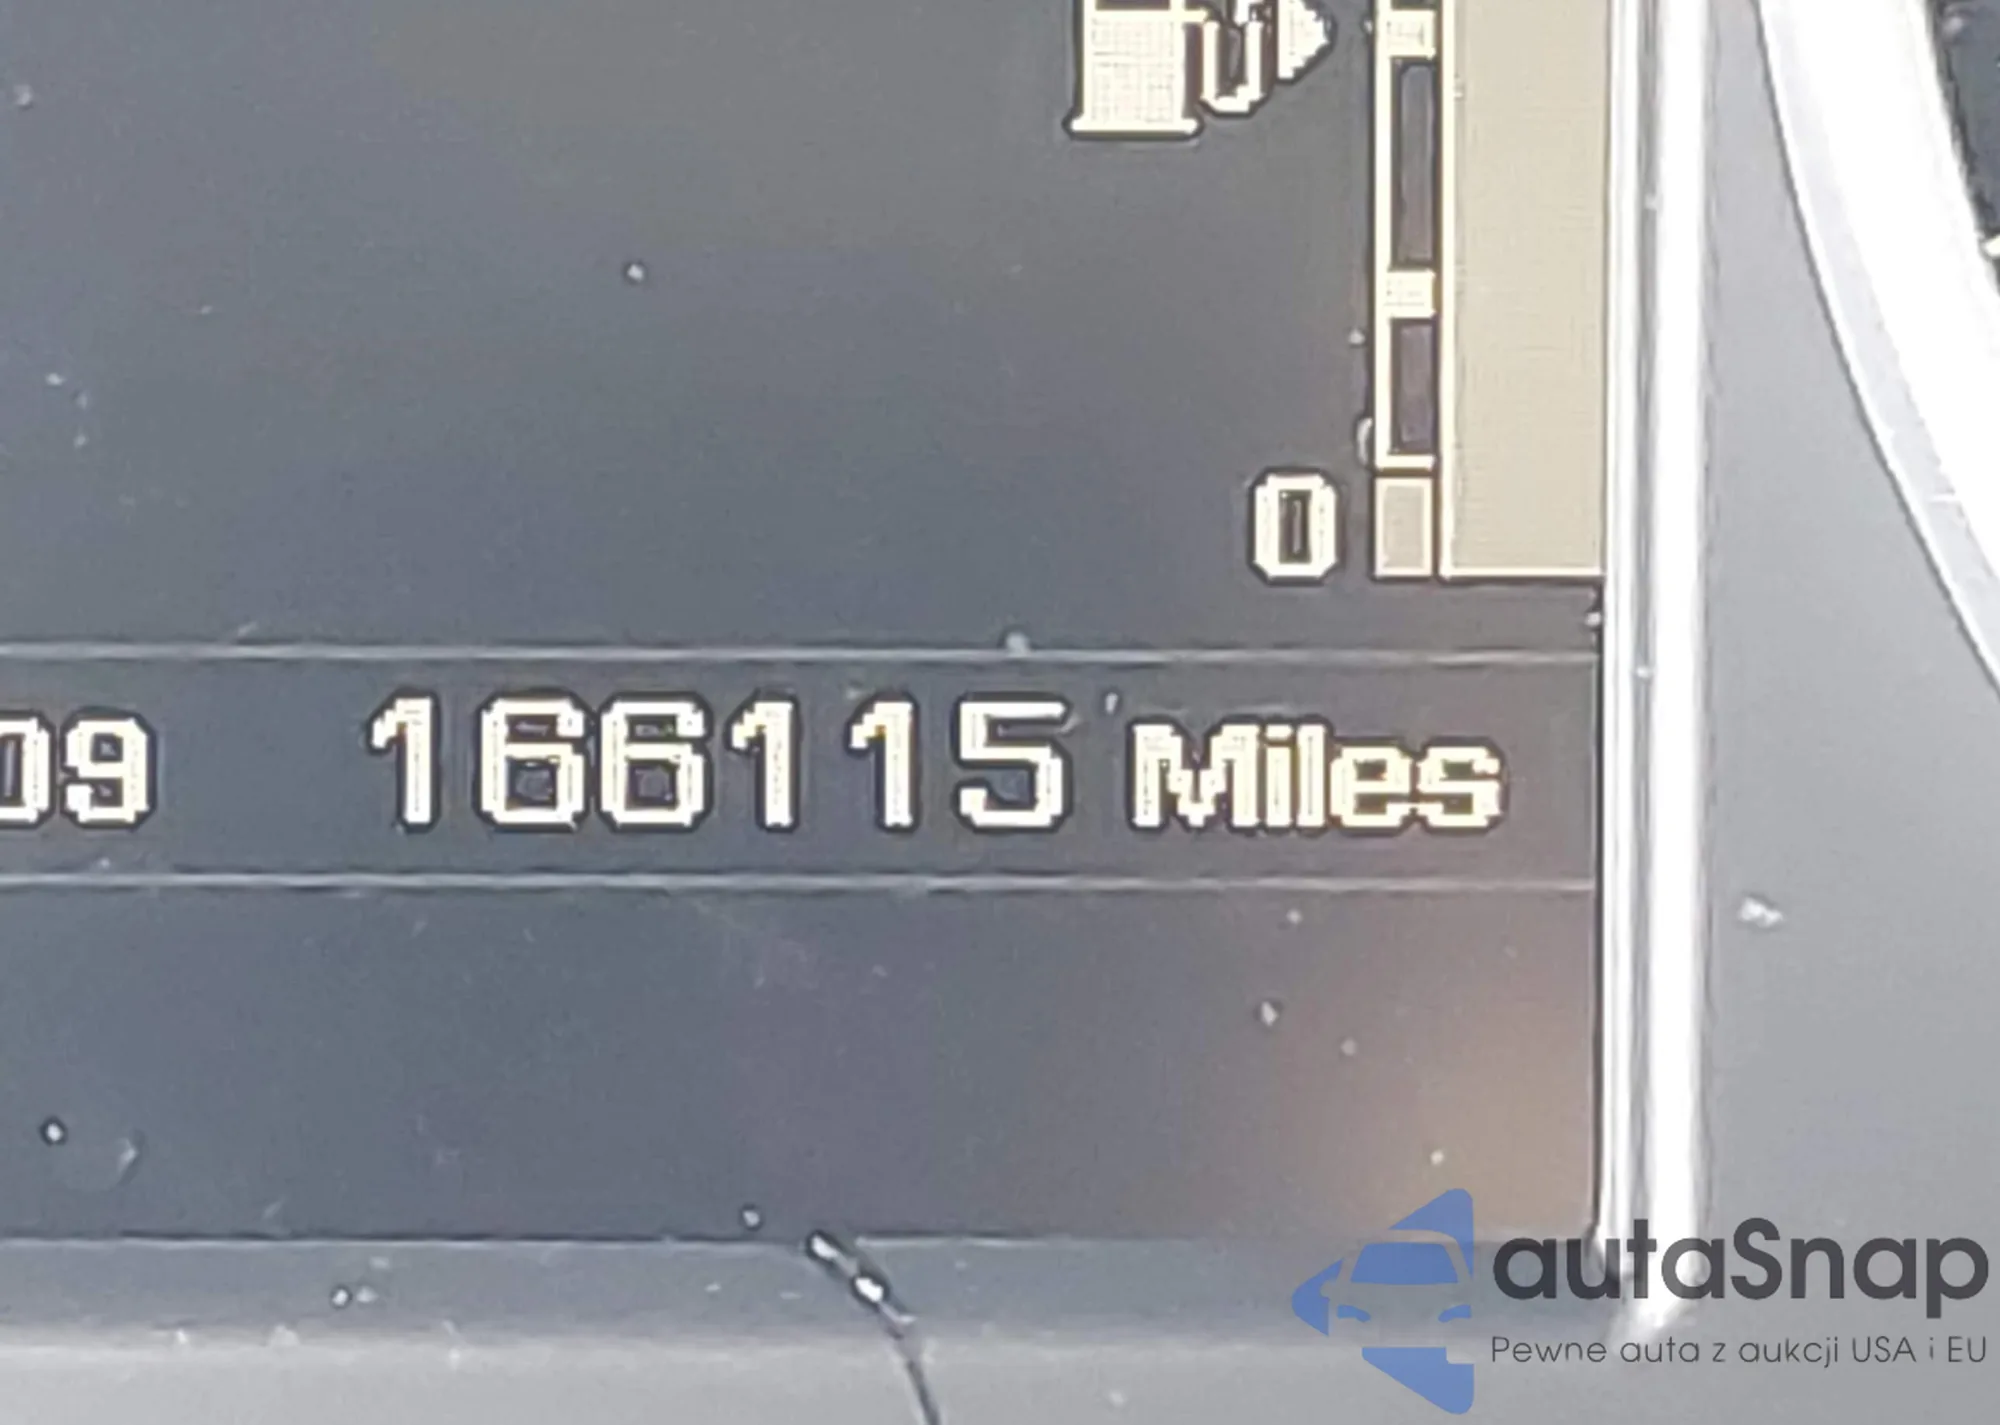 0
09 166115 Miles
autaSnap
Pewne auta z aukcji USA i EU